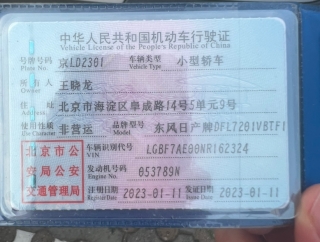 中华人民共和国机动车行驶证
Vehicle License of the People's Republic of China
号牌号码 京LD2301 车辆类型 小型轿车
Plate No. Vehicle Type
所有人 王晓龙
Owner
住址 北京市海淀区阜成路14号5单元9号
Address
使用性质 非营运 品牌型号 东风日产牌DFL7201VBTF1
Use Character Model
北京市公 车辆识别代号 LGBF7AE00NR162324
VIN
安局公安 发动机号码 053789N
Engine No.
交通管理局 注册日期 2023-01-11 发证日期 2023-01-11
Registration Date Issue Date